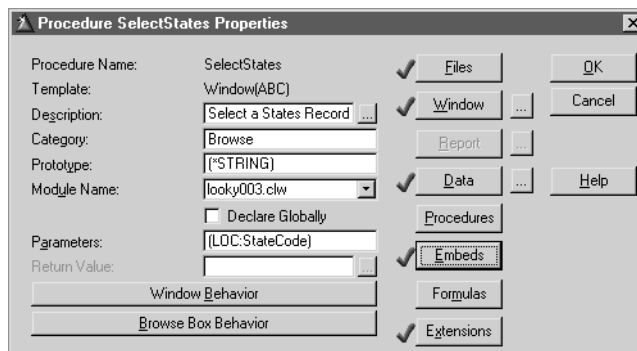 Procedure SelectStates Properties
Procedure Name: SelectStates
Template: Window(ABC)
Description: Select a States Record ...
Category: Browse
Prototype: (*STRING)
Module Name: looky003.clw
Declare Globally
Parameters: (LOC:StateCode)
Return Value: ...
Window Behavior
Browse Box Behavior
Files
Window ...
Report ...
Data ...
Procedures
Embeds
Formulas
Extensions
OK
Cancel
Help